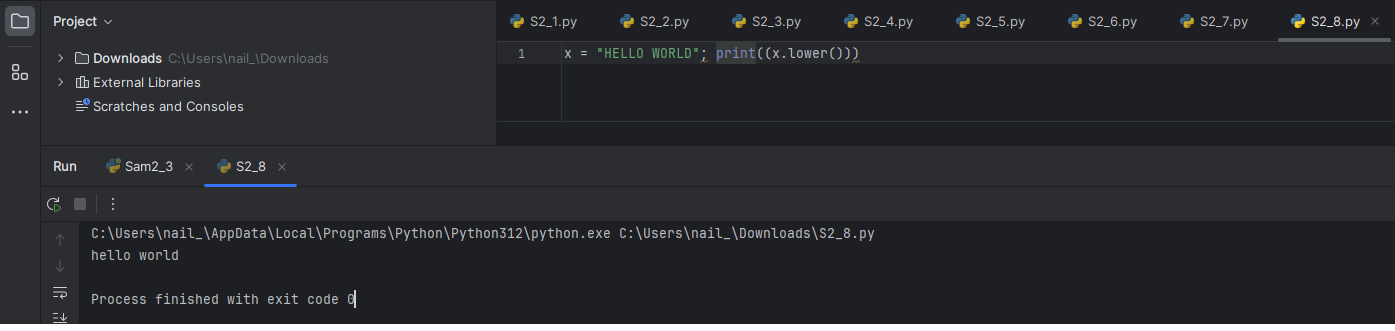 Project
Downloads C:\Users\nail_\Downloads
External Libraries
Scratches and Consoles
S2_1.py S2_2.py S2_3.py S2_4.py S2_5.py S2_6.py S2_7.py S2_8.py
1 x = "HELLO WORLD"; print((x.lower()))
Run Sam2_3 S2_8
C:\Users\nail_\AppData\Local\Programs\Python\Python312\python.exe C:\Users\nail_\Downloads\S2_8.py
hello world
Process finished with exit code 0